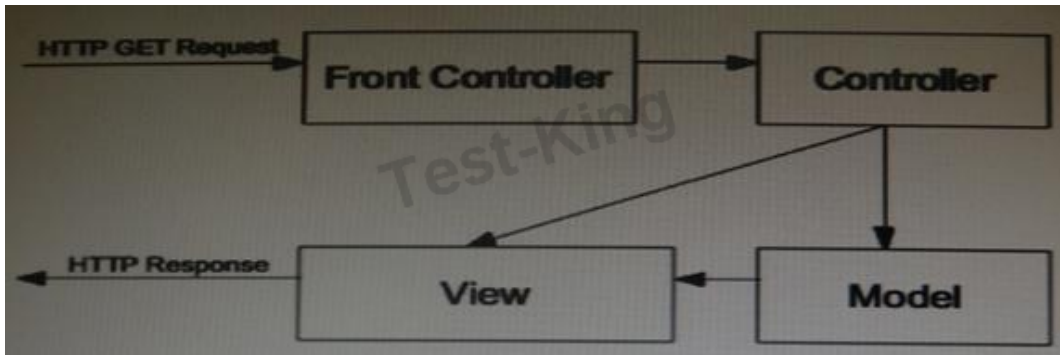 HTTP GET Request
Front Controller
Controller
Test-King
HTTP Response
View
Model